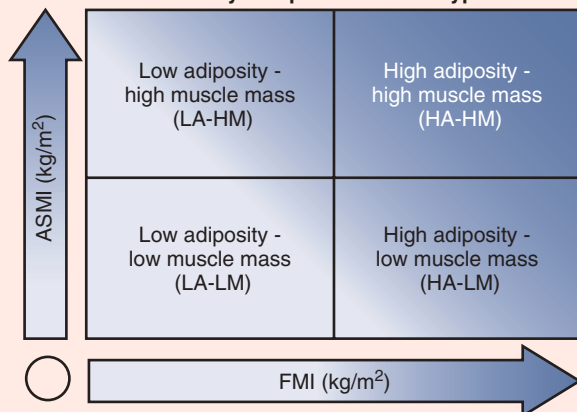 Low adiposity -
high muscle mass
(LA-HM)
High adiposity -
high muscle mass
(HA-HM)
ASMI (kg/m²)
Low adiposity -
low muscle mass
(LA-LM)
High adiposity -
low muscle mass
(HA-LM)
FMI (kg/m²)